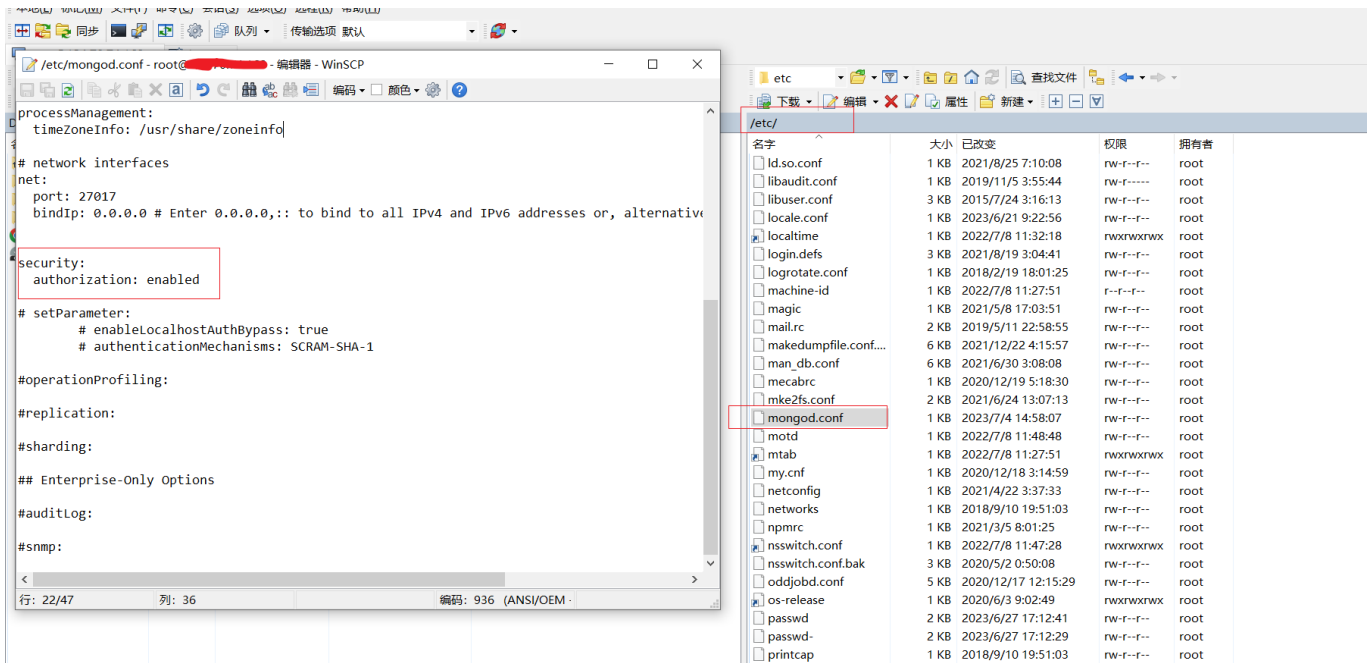 本地(L) 标记(M) 文件(F) 命令(C) 会话(S) 选项(O) 远程(R) 帮助(H)
同步 队列 传输选项 默认
/etc/mongod.conf - root@ - 编辑器 - WinSCP
编码 颜色
processManagement:
  timeZoneInfo: /usr/share/zoneinfo
# network interfaces
net:
  port: 27017
  bindIp: 0.0.0.0 # Enter 0.0.0.0,:: to bind to all IPv4 and IPv6 addresses or, alternative
security:
  authorization: enabled
# setParameter:
        # enableLocalhostAuthBypass: true
        # authenticationMechanisms: SCRAM-SHA-1
#operationProfiling:
#replication:
#sharding:
## Enterprise-Only Options
#auditLog:
#snmp:
行: 22/47 列: 36 编码: 936 (ANSI/OEM ·
etc 查找文件
下载 编辑 属性 新建
/etc/
名字 大小 已改变 权限 拥有者
ld.so.conf 1 KB 2021/8/25 7:10:08 rw-r--r-- root
libaudit.conf 1 KB 2019/11/5 3:55:44 rw-r----- root
libuser.conf 3 KB 2015/7/24 3:16:13 rw-r--r-- root
locale.conf 1 KB 2023/6/21 9:22:56 rw-r--r-- root
localtime 1 KB 2022/7/8 11:32:18 rwxrwxrwx root
login.defs 3 KB 2021/8/19 3:04:41 rw-r--r-- root
logrotate.conf 1 KB 2018/2/19 18:01:25 rw-r--r-- root
machine-id 1 KB 2022/7/8 11:27:51 r--r--r-- root
magic 1 KB 2021/5/8 17:03:51 rw-r--r-- root
mail.rc 2 KB 2019/5/11 22:58:55 rw-r--r-- root
makedumpfile.conf.... 6 KB 2021/12/22 4:15:57 rw-r--r-- root
man_db.conf 6 KB 2021/6/30 3:08:08 rw-r--r-- root
mecabrc 1 KB 2020/12/19 5:18:30 rw-r--r-- root
mke2fs.conf 2 KB 2021/6/24 13:07:13 rw-r--r-- root
mongod.conf 1 KB 2023/7/4 14:58:07 rw-r--r-- root
motd 1 KB 2022/7/8 11:48:48 rw-r--r-- root
mtab 1 KB 2022/7/8 11:27:51 rwxrwxrwx root
my.cnf 1 KB 2020/12/18 3:14:59 rw-r--r-- root
netconfig 1 KB 2021/4/22 3:37:33 rw-r--r-- root
networks 1 KB 2018/9/10 19:51:03 rw-r--r-- root
npmrc 1 KB 2021/3/5 8:01:25 rw-r--r-- root
nsswitch.conf 1 KB 2022/7/8 11:47:28 rwxrwxrwx root
nsswitch.conf.bak 3 KB 2020/5/2 0:50:08 rw-r--r-- root
oddjobd.conf 5 KB 2020/12/17 12:15:29 rw-r--r-- root
os-release 1 KB 2020/6/3 9:02:49 rwxrwxrwx root
passwd 2 KB 2023/6/27 17:12:41 rw-r--r-- root
passwd- 2 KB 2023/6/27 17:12:29 rw-r--r-- root
printcap 1 KB 2018/9/10 19:51:03 rw-r--r-- root